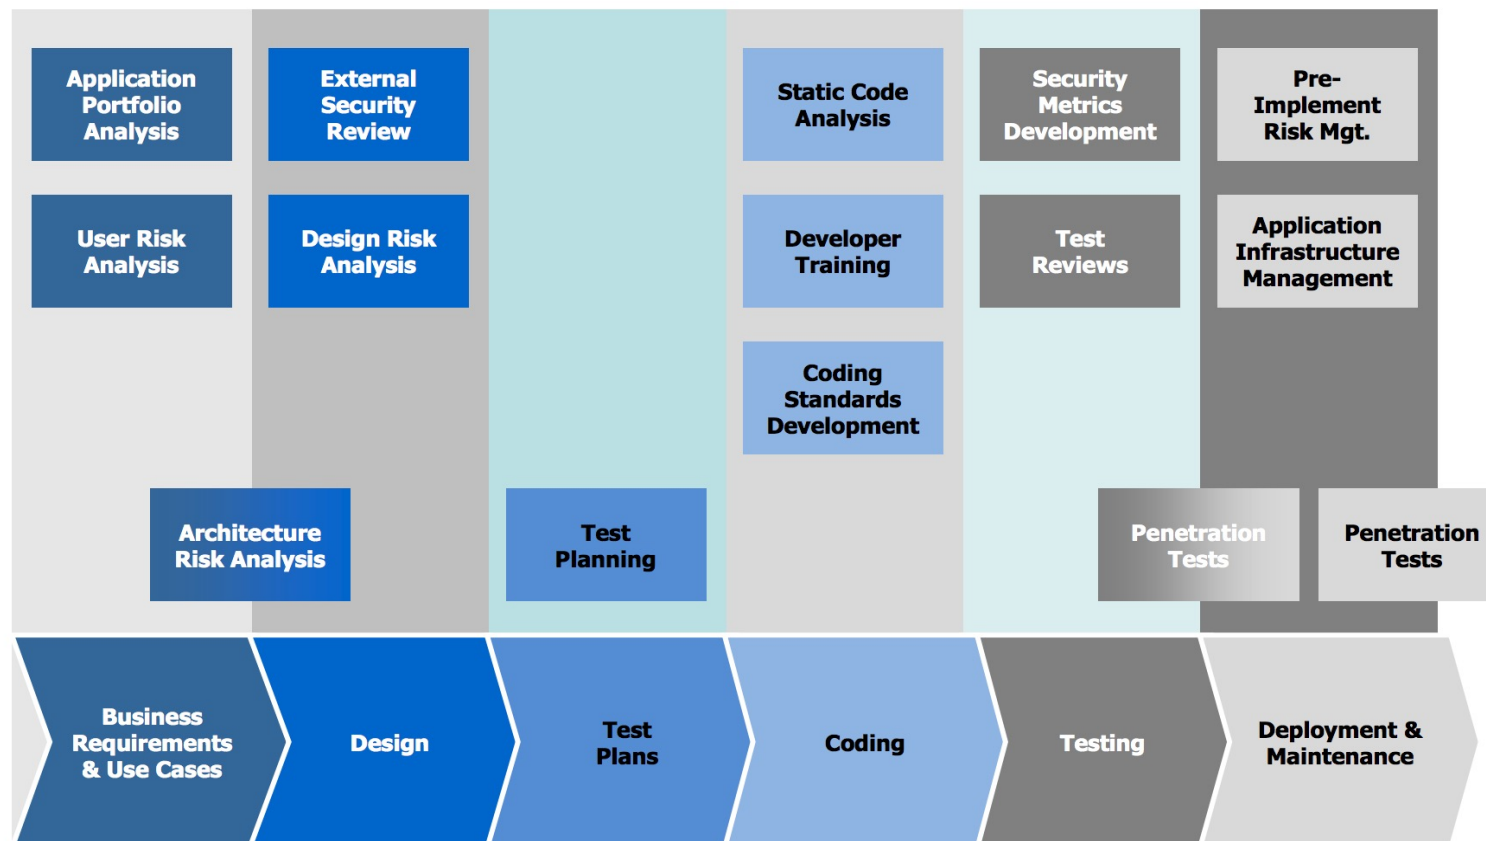 Application
Portfolio
Analysis
External
Security
Review
Static Code
Analysis
Security
Metrics
Development
Pre-
Implement
Risk Mgt.
User Risk
Analysis
Design Risk
Analysis
Developer
Training
Test
Reviews
Application
Infrastructure
Management
Coding
Standards
Development
Architecture
Risk Analysis
Test
Planning
Penetration
Tests
Penetration
Tests
Business
Requirements
& Use Cases
Design
Test
Plans
Coding
Testing
Deployment &
Maintenance